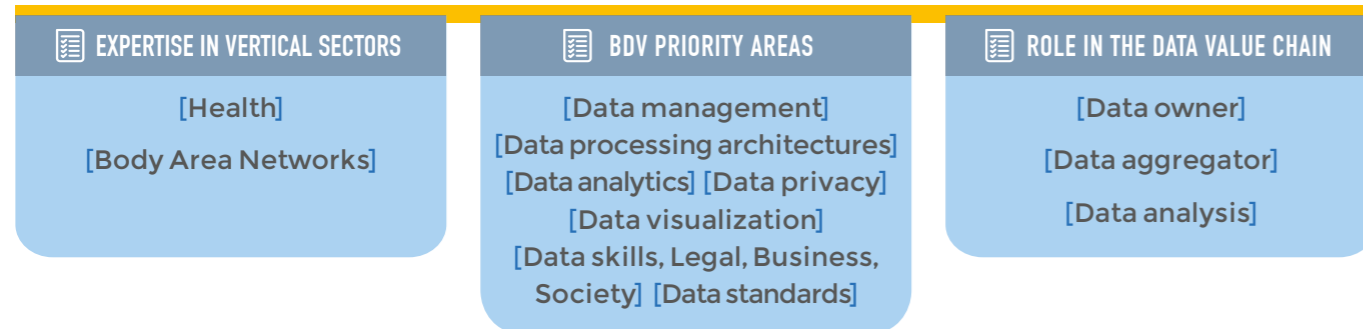 EXPERTISE IN VERTICAL SECTORS
[Health]
[Body Area Networks]
BDV PRIORITY AREAS
[Data management]
[Data processing architectures]
[Data analytics] [Data privacy]
[Data visualization]
[Data skills, Legal, Business,
Society] [Data standards]
ROLE IN THE DATA VALUE CHAIN
[Data owner]
[Data aggregator]
[Data analysis]